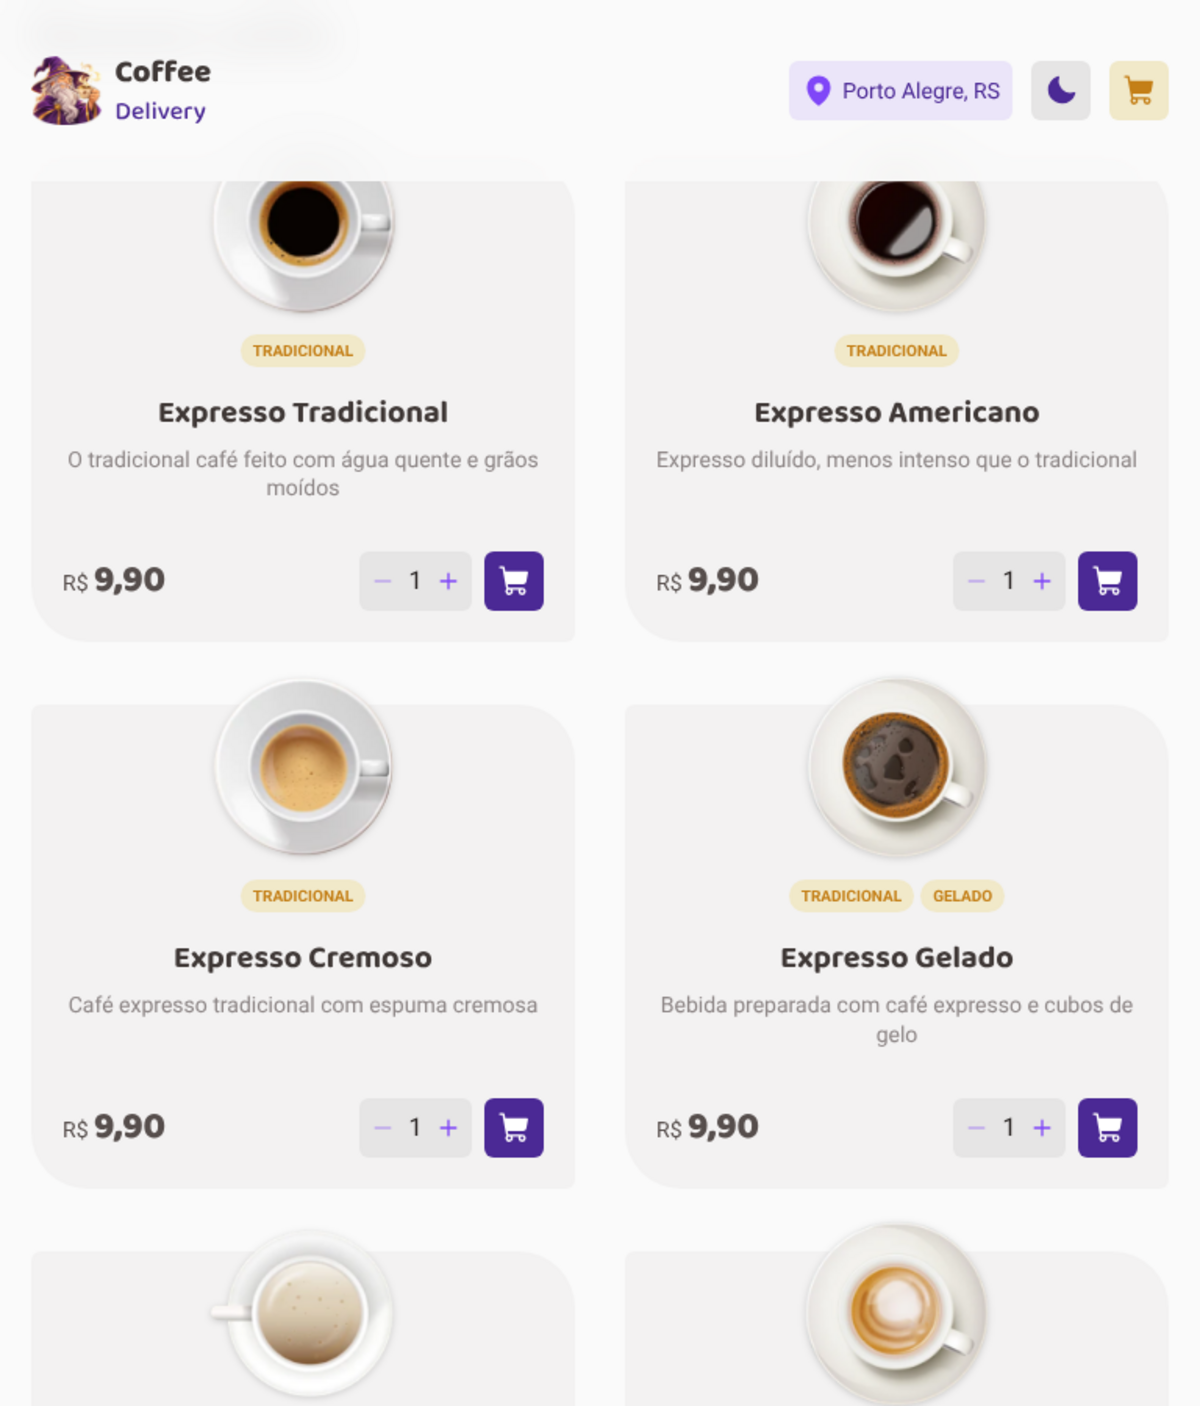 Coffee
Delivery
Porto Alegre, RS
TRADICIONAL
Expresso Tradicional
O tradicional café feito com água quente e grãos
moídos
R$ 9,90
1
TRADICIONAL
Expresso Americano
Expresso diluído, menos intenso que o tradicional
R$ 9,90
1
TRADICIONAL
Expresso Cremoso
Café expresso tradicional com espuma cremosa
R$ 9,90
1
TRADICIONAL GELADO
Expresso Gelado
Bebida preparada com café expresso e cubos de
gelo
R$ 9,90
1